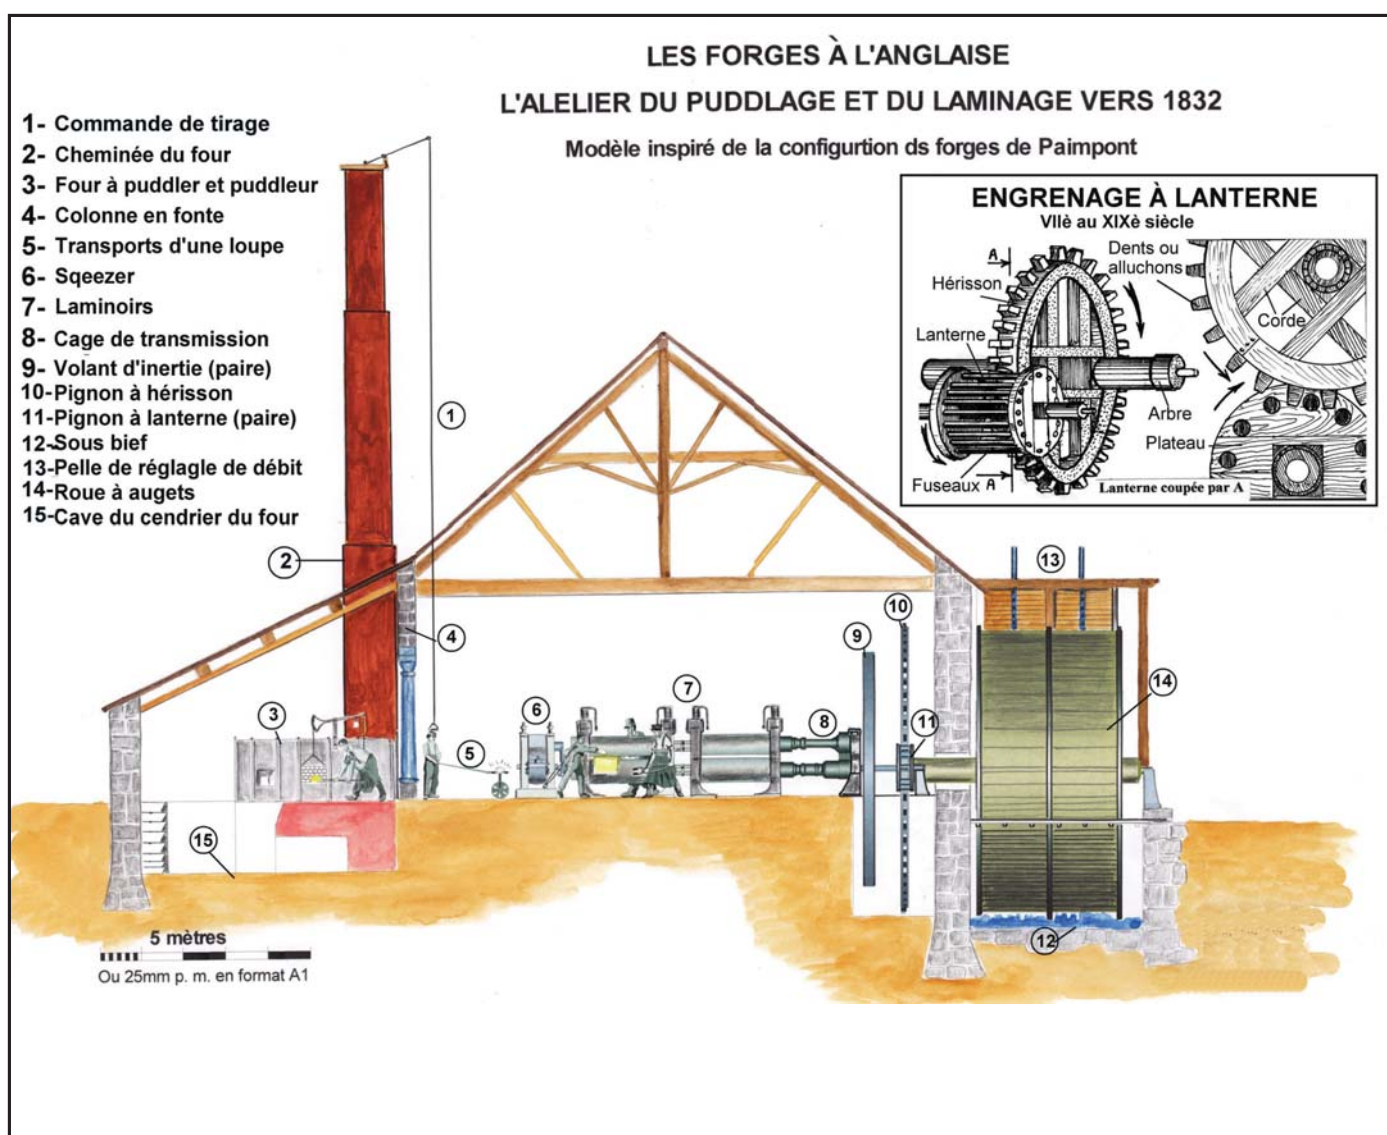 LES FORGES À L'ANGLAISE
L'ALELIER DU PUDDLAGE ET DU LAMINAGE VERS 1832
Modèle inspiré de la configurtion ds forges de Paimpont
1- Commande de tirage
2- Cheminée du four
3- Four à puddler et puddleur
4- Colonne en fonte
5- Transports d'une loupe
6- Sqeezer
7- Laminoirs
8- Cage de transmission
9- Volant d'inertie (paire)
10-Pignon à hérisson
11-Pignon à lanterne (paire)
12-Sous bief
13-Pelle de réglagle de débit
14-Roue à augets
15-Cave du cendrier du four
ENGRENAGE À LANTERNE
VIIè au XIXè siècle
A
Dents ou
alluchons
Hérisson
Corde
Lanterne
Arbre
Plateau
Fuseaux
A
Lanterne coupée par A
1
2
13
10
4
9
14
3
7
6
8
11
5
15
12
5 mètres
Ou 25mm p. m. en format A1